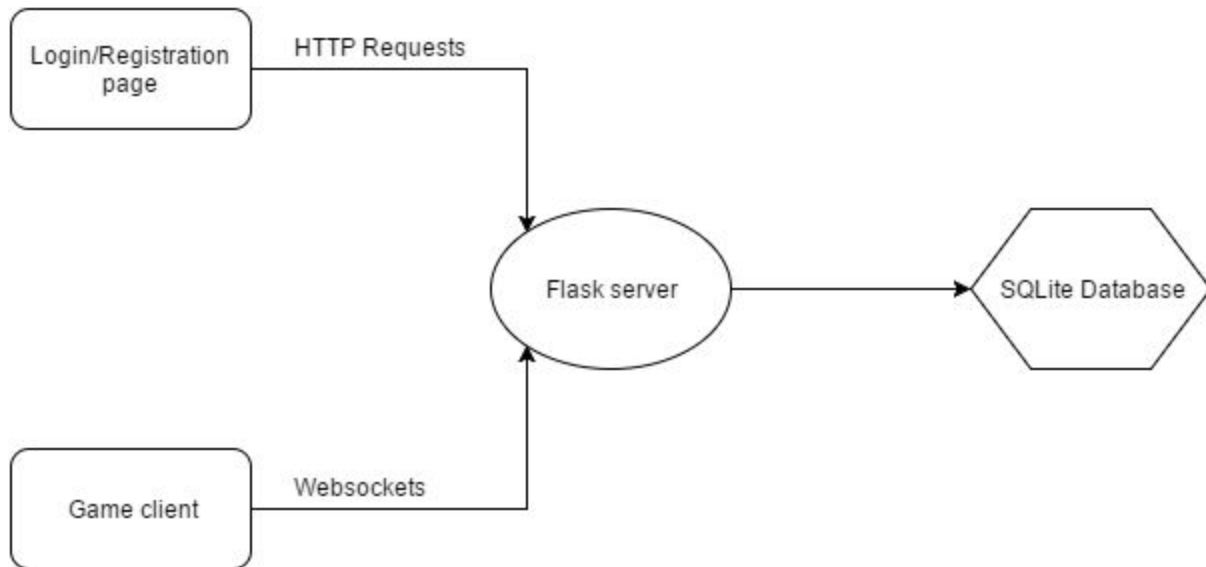 Login/Registration
page
HTTP Requests
Flask server
SQLite Database
Websockets
Game client